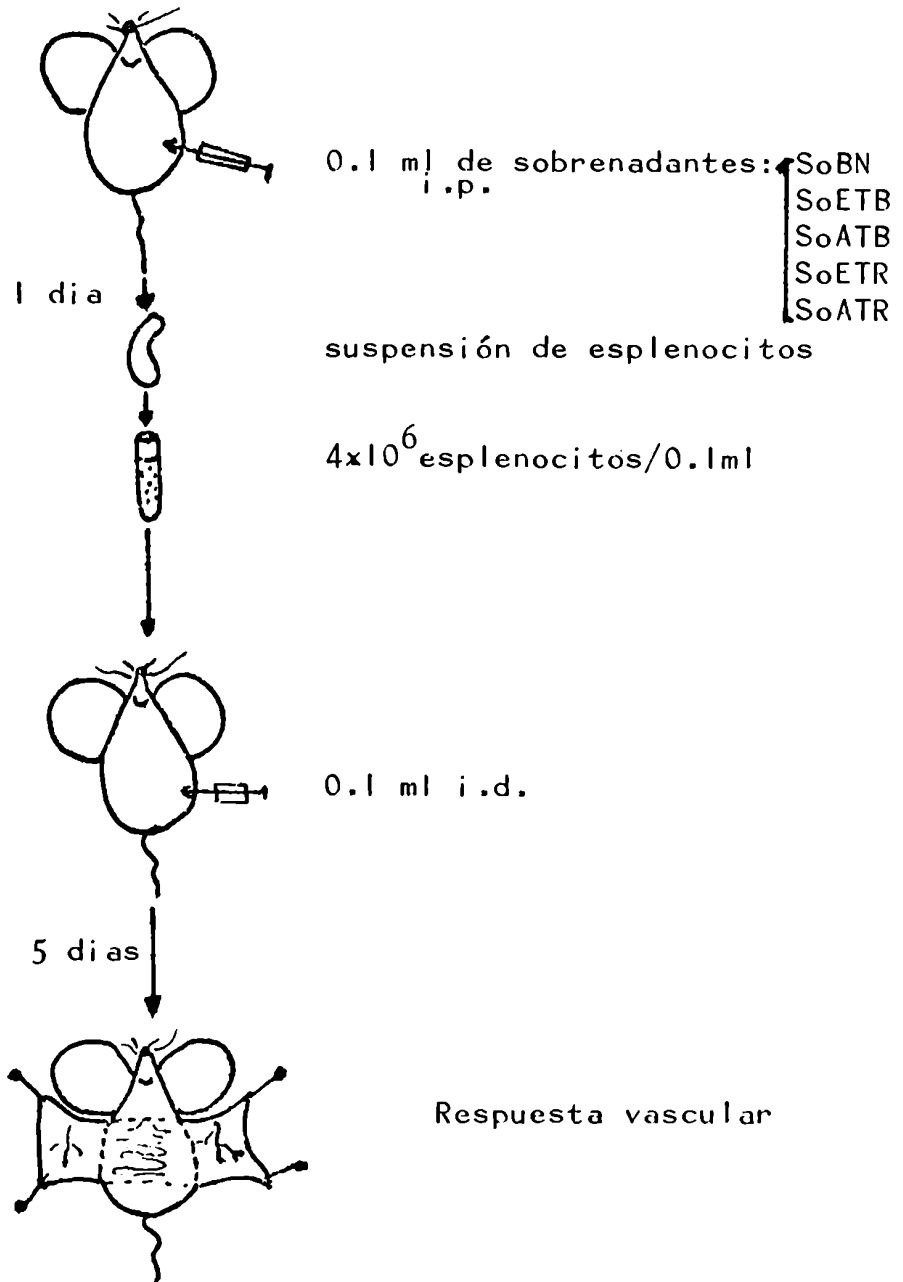 0.1 ml de sobrenadantes: SoBN
i.p.
SoETB
SoATB
SoETR
SoATR
1 dia
suspensión de esplenocitos
4x10⁶ esplenocitos/0.1ml
0.1 ml i.d.
5 dias
Respuesta vascular